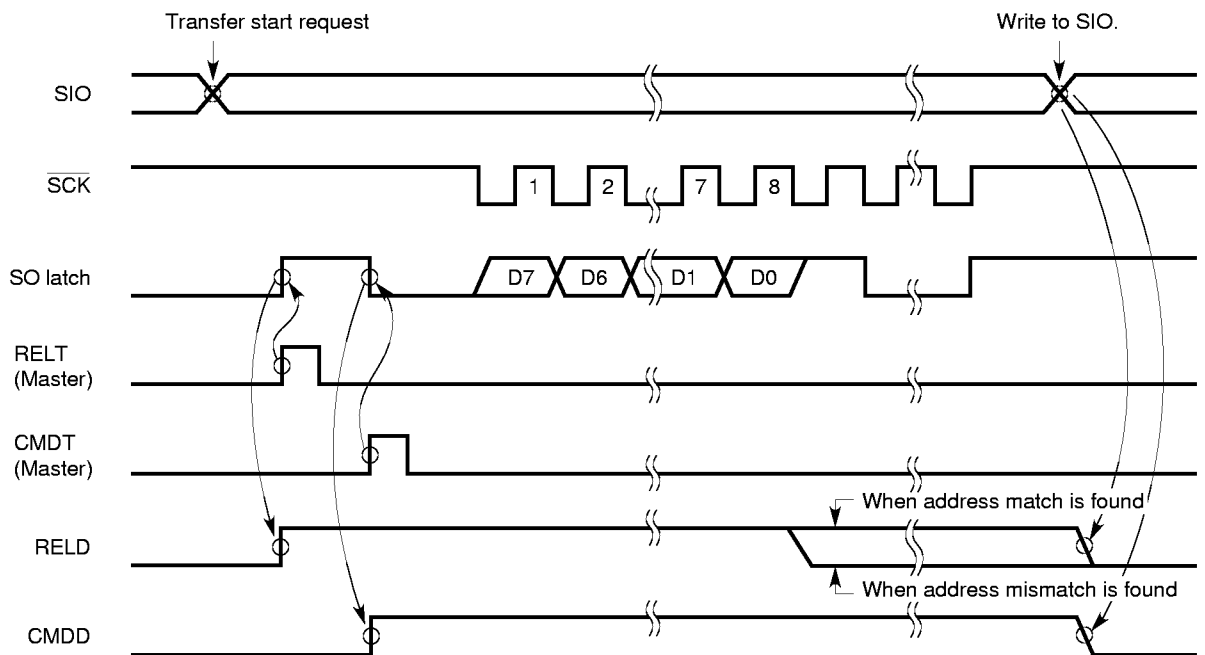 Transfer start request
Write to SIO.
SIO
SCK
1 2 7 8
SO latch
D7 D6 D1 D0
RELT
(Master)
CMDT
(Master)
When address match is found
RELD
When address mismatch is found
CMDD